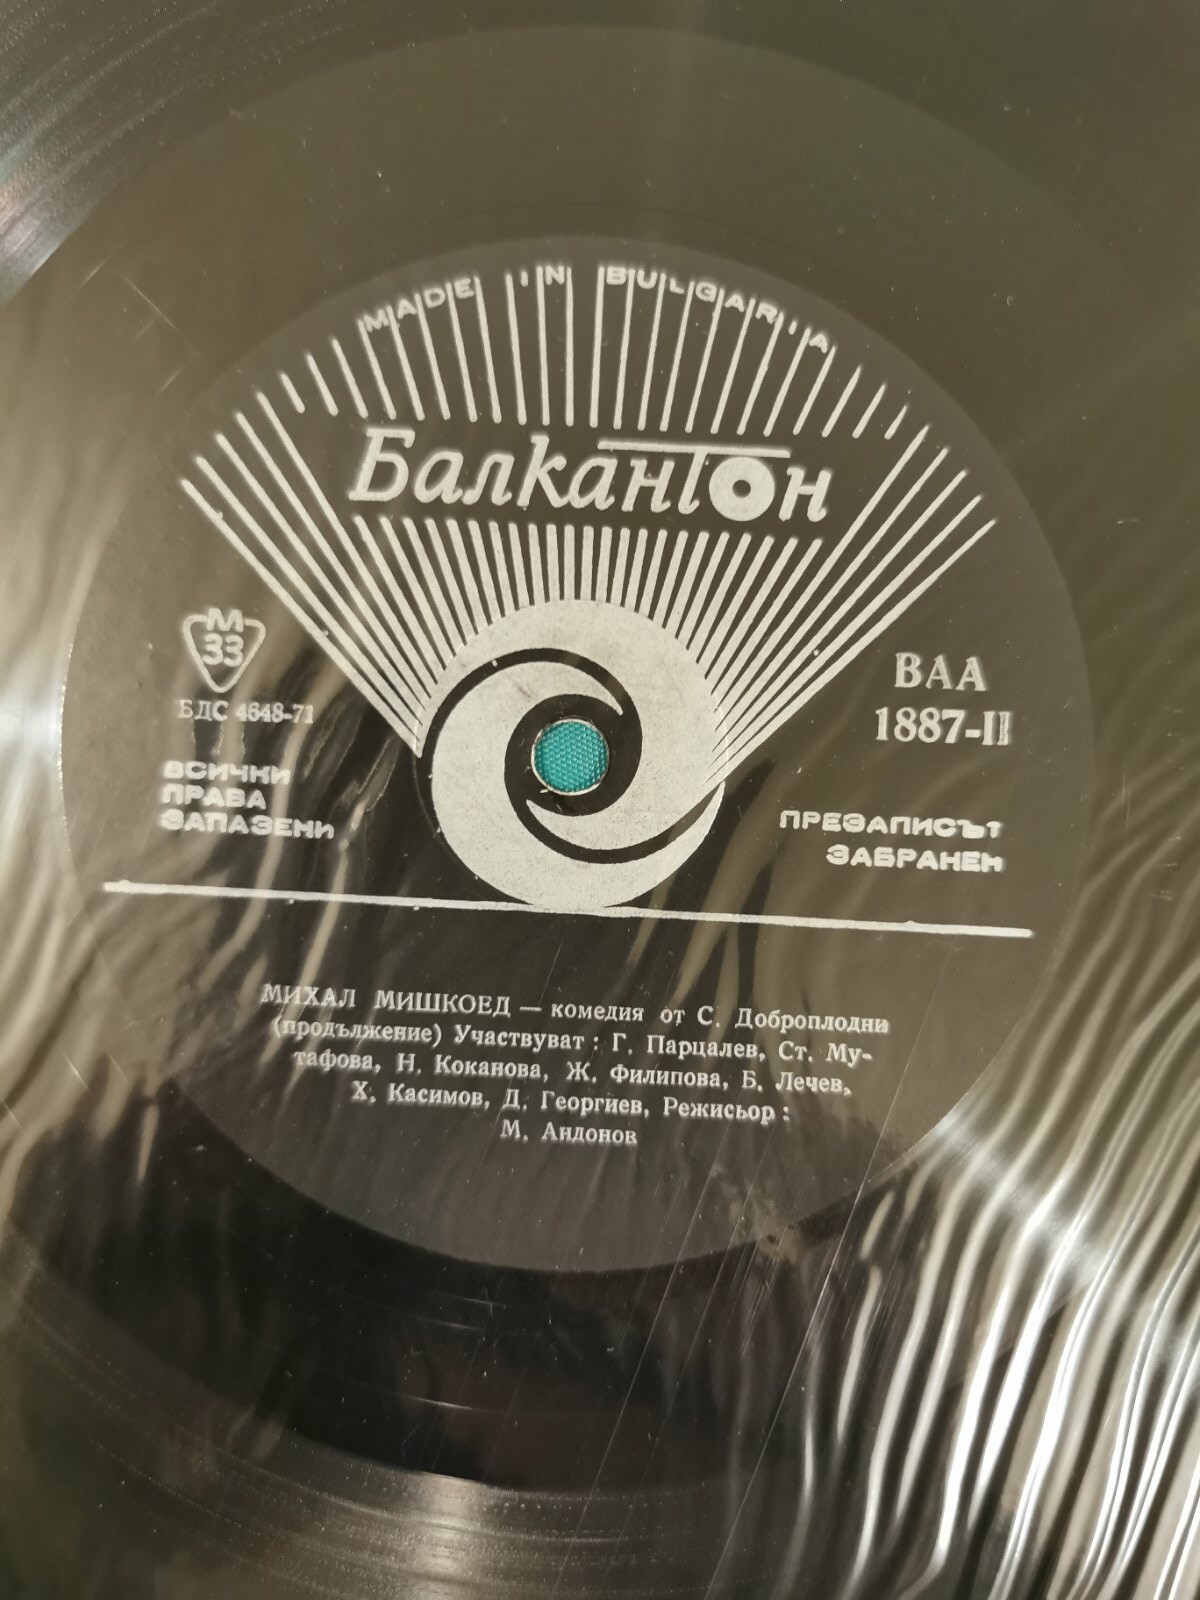 MADE IN BULGARIA
Балкантон
М
33
БДС 4648-71
ВСИЧКИ
ПРАВА
ЗАПАЗЕНИ
ВАА
1887-II
ПРЕЗАПИСЪТ
ЗАБРАНЕН
МИХАЛ МИШКОЕД — комедия от С. Доброплодни
(продължение) Участвуват : Г. Парцалев, Ст. Му-
тафова, Н. Коканова, Ж. Филипова, Б. Лечев,
Х. Касимов, Д. Георгиев, Режисьор :
М. Андонов